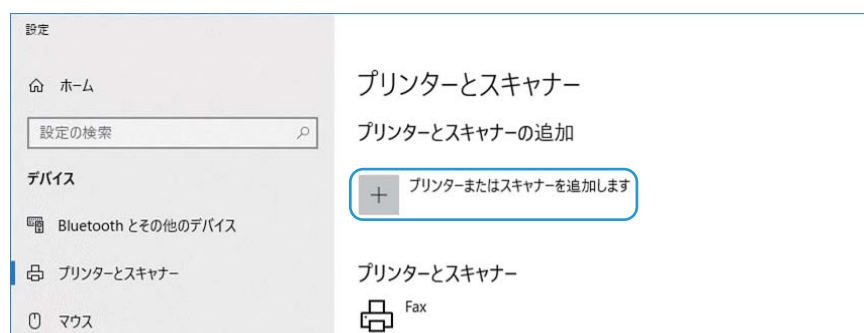 設定
ホーム
設定の検索
デバイス
Bluetooth とその他のデバイス
プリンターとスキャナー
マウス
プリンターとスキャナー
プリンターとスキャナーの追加
プリンターまたはスキャナーを追加します
プリンターとスキャナー
Fax